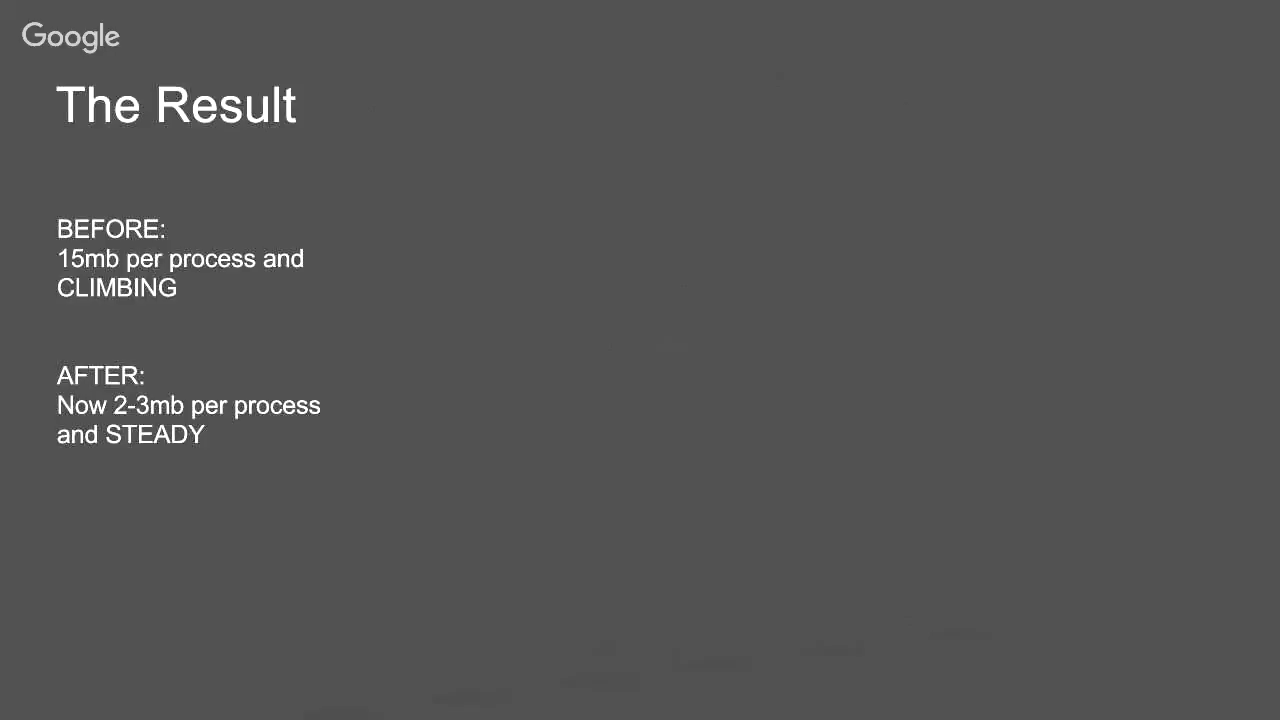 Google
The Result
BEFORE:
15mb per process and
CLIMBING
AFTER:
Now 2-3mb per process
and STEADY